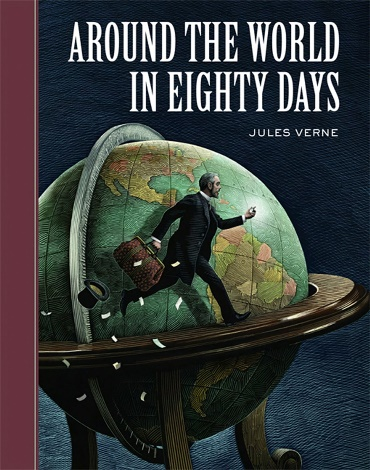 AROUND THE WORLD
IN EIGHTY DAYS
JULES VERNE